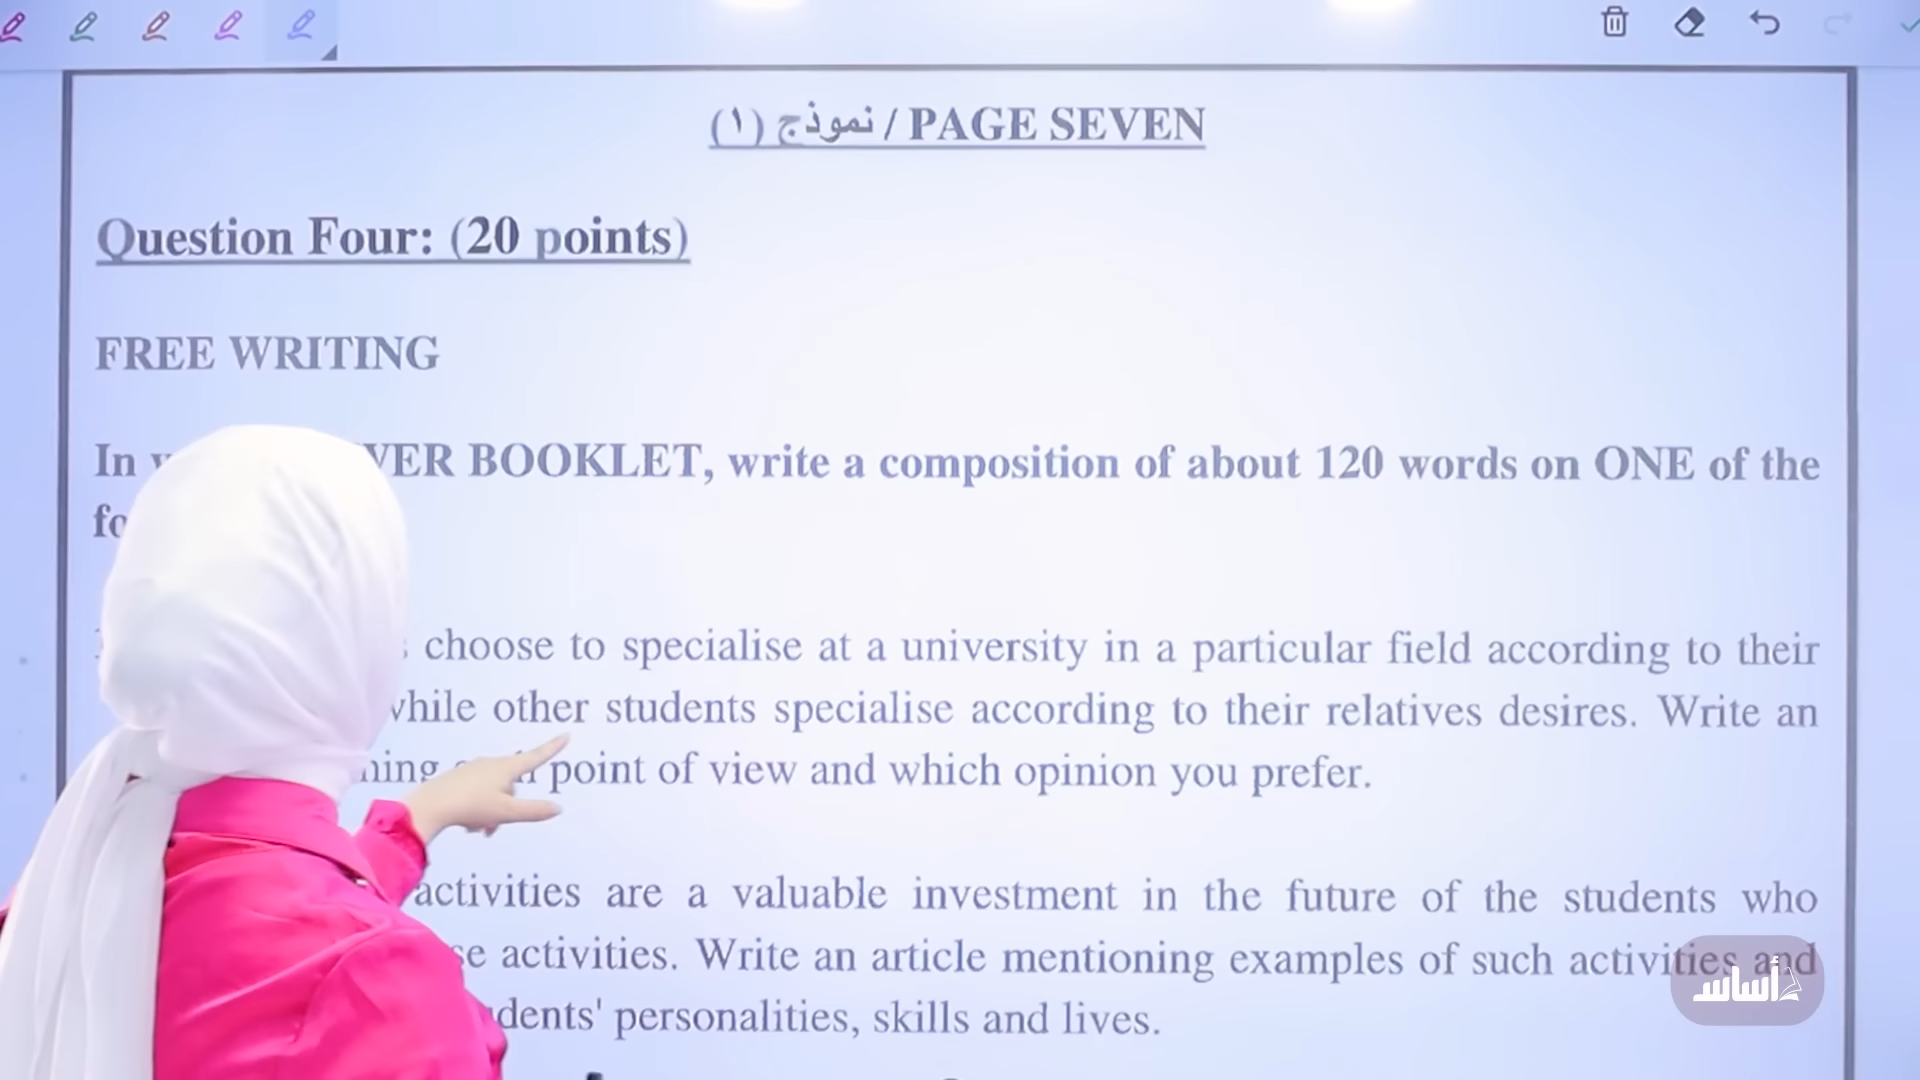 نموذج (١) / PAGE SEVEN
Question Four: (20 points)
FREE WRITING
In VER BOOKLET, write a composition of about 120 words on ONE of the
fo
choose to specialise at a university in a particular field according to their
while other students specialise according to their relatives desires. Write an
point of view and which opinion you prefer.
activities are a valuable investment in the future of the students who
activities. Write an article mentioning examples of such activities and
dents' personalities, skills and lives.
أساس